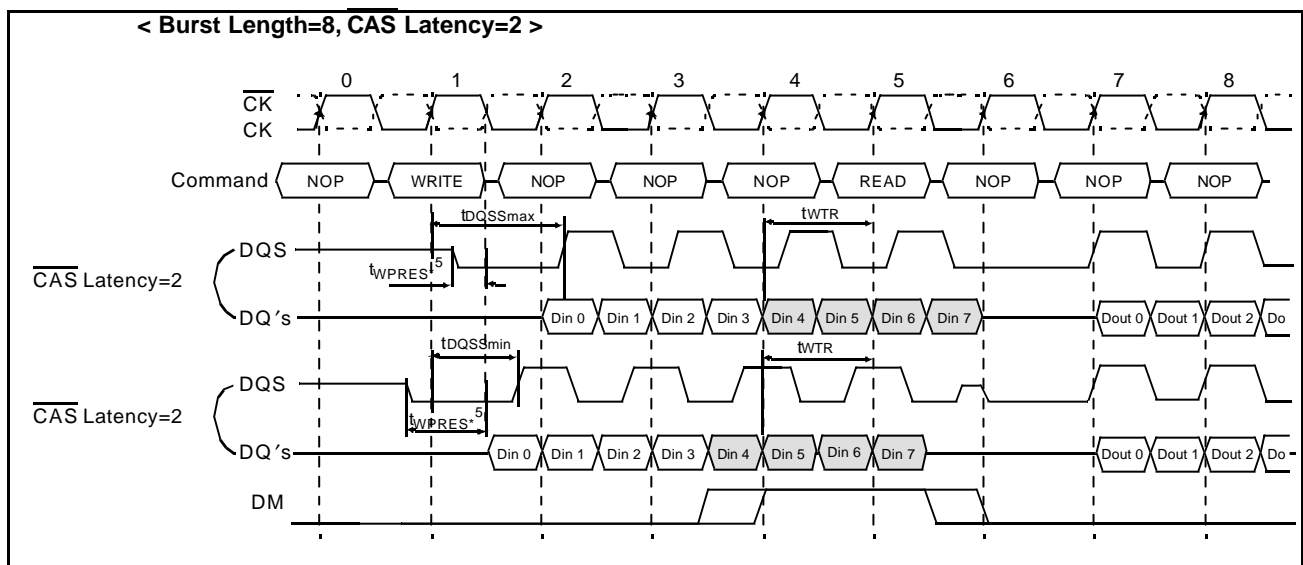 < Burst Length=8, CAS Latency=2 >
0 1 2 3 4 5 6 7 8
CK
CK
Command NOP WRITE NOP NOP NOP READ NOP NOP NOP
tDQSSmax tWTR
DQS
tWPRES*5
CAS Latency=2
DQ's Din 0 Din 1 Din 2 Din 3 Din 4 Din 5 Din 6 Din 7 Dout 0 Dout 1 Dout 2 Do
tDQSSmin tWTR
DQS
CAS Latency=2
tWPRES*5
DQ's Din 0 Din 1 Din 2 Din 3 Din 4 Din 5 Din 6 Din 7 Dout 0 Dout 1 Dout 2 Do
DM